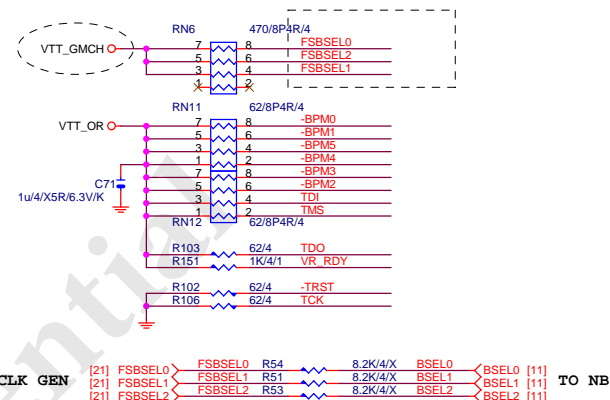 RN6 470/8P4R/4
VTT_GMCH 7 8 FSBSEL0
5 6 FSBSEL2
3 4 FSBSEL1
1 2
RN11 62/8P4R/4
VTT_OR 7 8 -BPM0
5 6 -BPM1
3 4 -BPM5
1 2 -BPM4
C71 7 8 -BPM3
1u/4/X5R/6.3V/K 5 6 -BPM2
3 4 TDI
1 2 TMS
RN12 62/8P4R/4
R103 62/4 TDO
R151 1K/4/1 VR_RDY
R102 62/4 -TRST
R106 62/4 TCK
[21] FSBSEL0 FSBSEL0 R54 8.2K/4/X BSEL0 BSEL0 [11]
CLK GEN [21] FSBSEL1 FSBSEL1 R51 8.2K/4/X BSEL1 BSEL1 [11] TO NB
[21] FSBSEL2 FSBSEL2 R53 8.2K/4/X BSEL2 BSEL2 [11]
ential